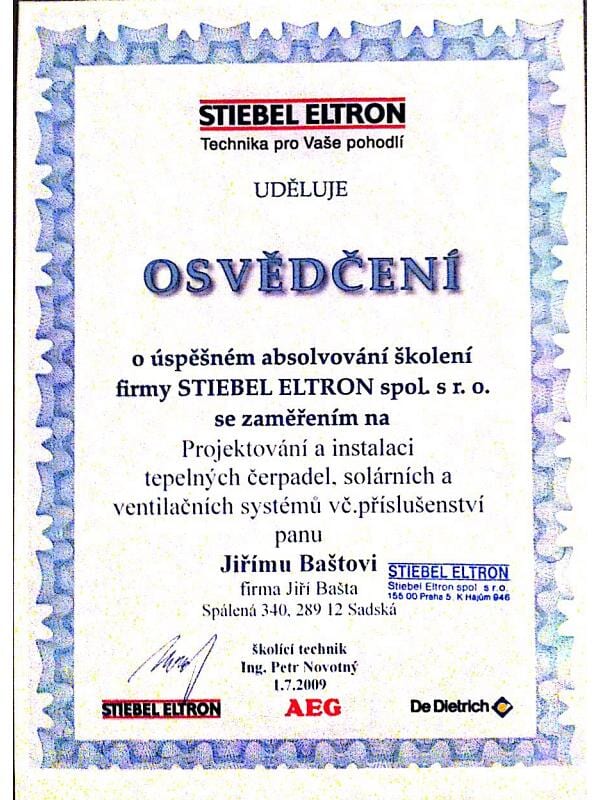 STIEBEL ELTRON
Technika pro Vaše pohodlí
UDĚLUJE
OSVĚDČENÍ
o úspěšném absolvování školení
firmy STIEBEL ELTRON spol. s r. o.
se zaměřením na
Projektování a instalaci
tepelných čerpadel, solárních a
ventilačních systémů vč.příslušenství
panu
Jiřímu Baštovi
firma Jiří Bašta
Spálená 340, 289 12 Sadská
STIEBEL ELTRON
Stiebel Eltron spol s r.o.
155 00 Praha 5 K Hájům 946
školící technik
Ing. Petr Novotný
1.7.2009
STIEBEL ELTRON
AEG
De Dietrich